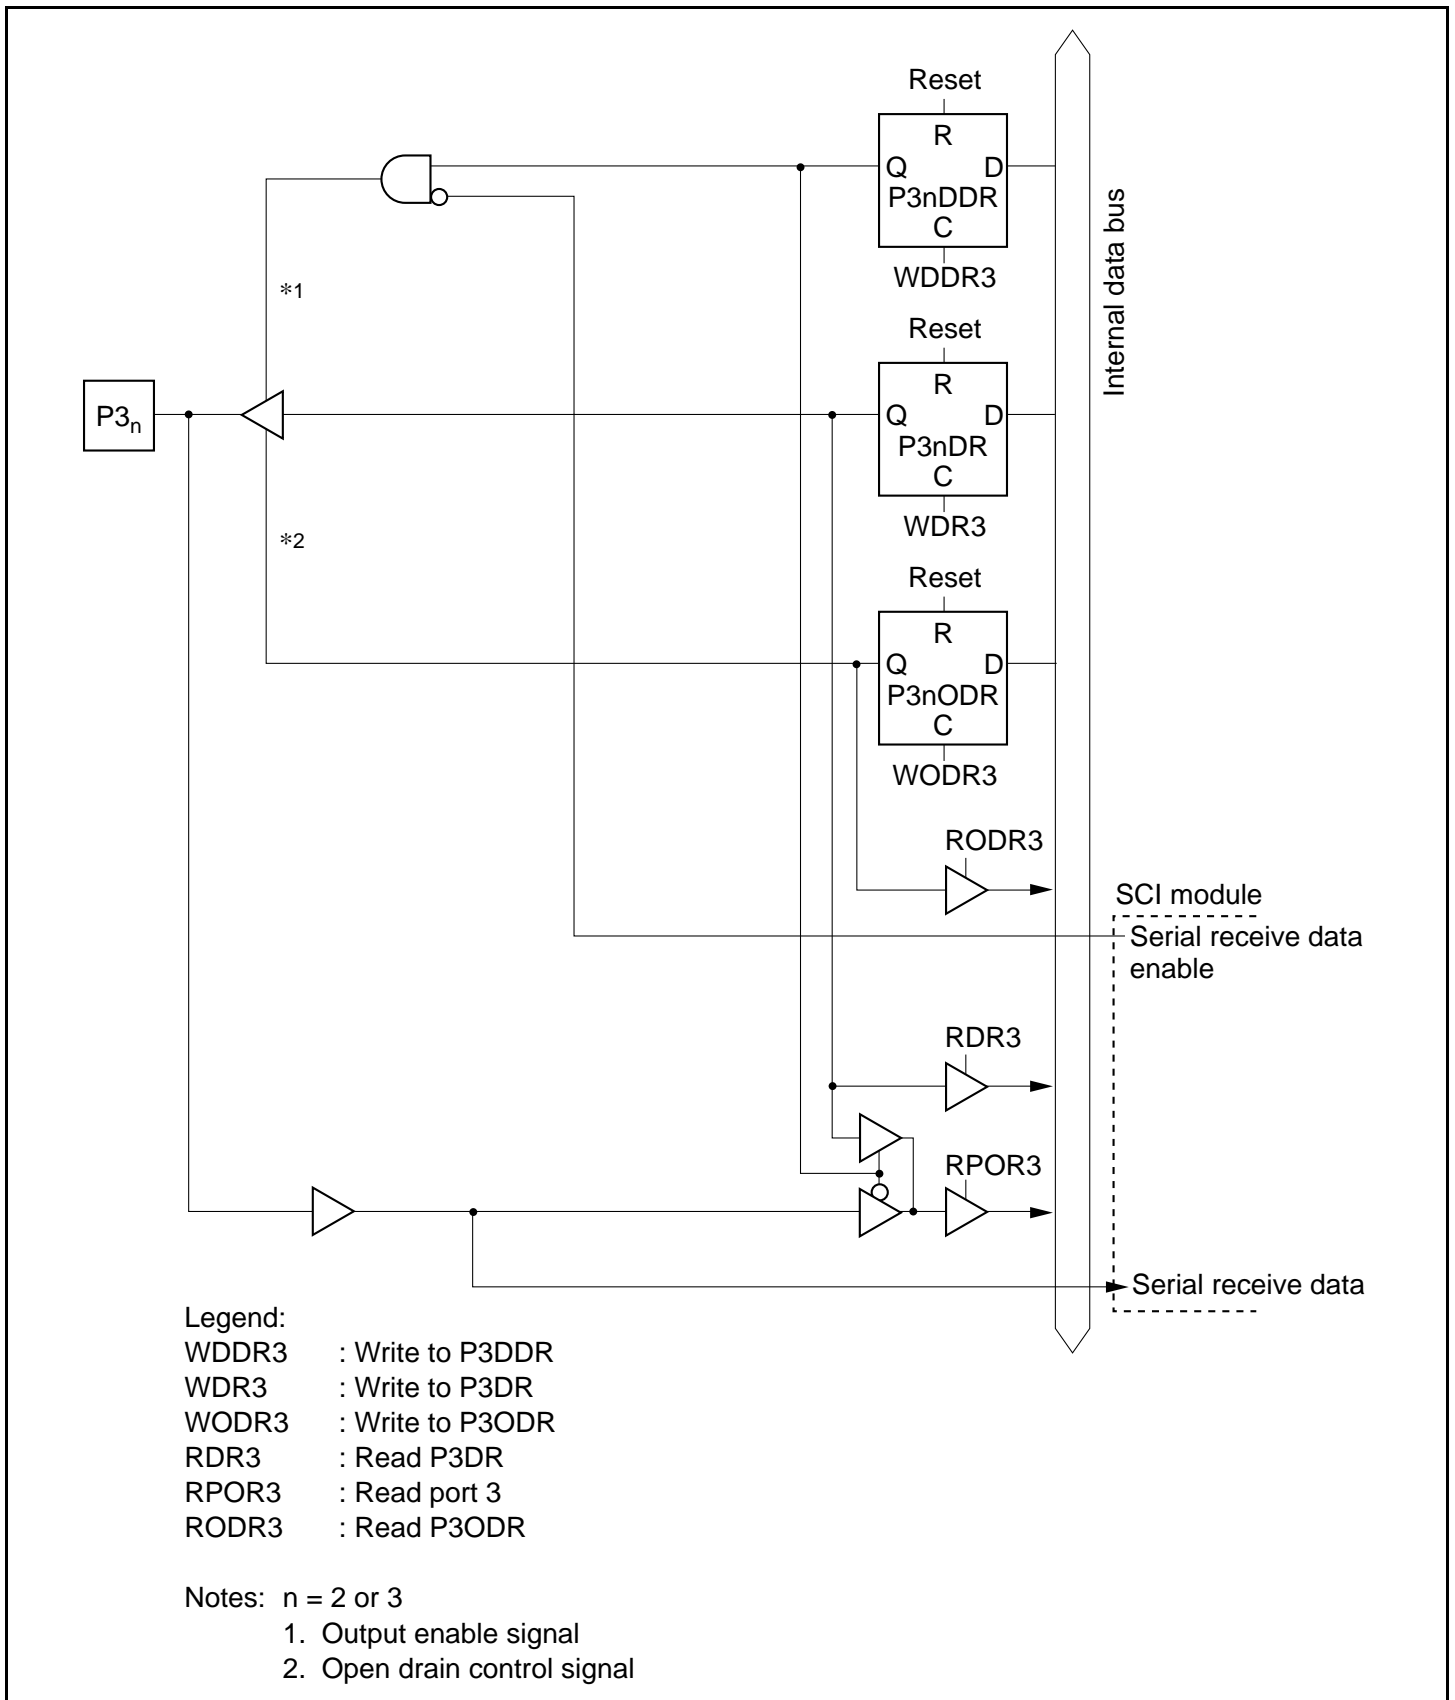 Reset
R
Q D
P3nDDR
C
WDDR3
Internal data bus
*1
Reset
R
P3n
Q D
P3nDR
C
WDR3
*2
Reset
R
Q D
P3nODR
C
WODR3
RODR3
SCI module
Serial receive data
enable
RDR3
RPOR3
Serial receive data
Legend:
WDDR3 : Write to P3DDR
WDR3 : Write to P3DR
WODR3 : Write to P3ODR
RDR3 : Read P3DR
RPOR3 : Read port 3
RODR3 : Read P3ODR
Notes: n = 2 or 3
1. Output enable signal
2. Open drain control signal